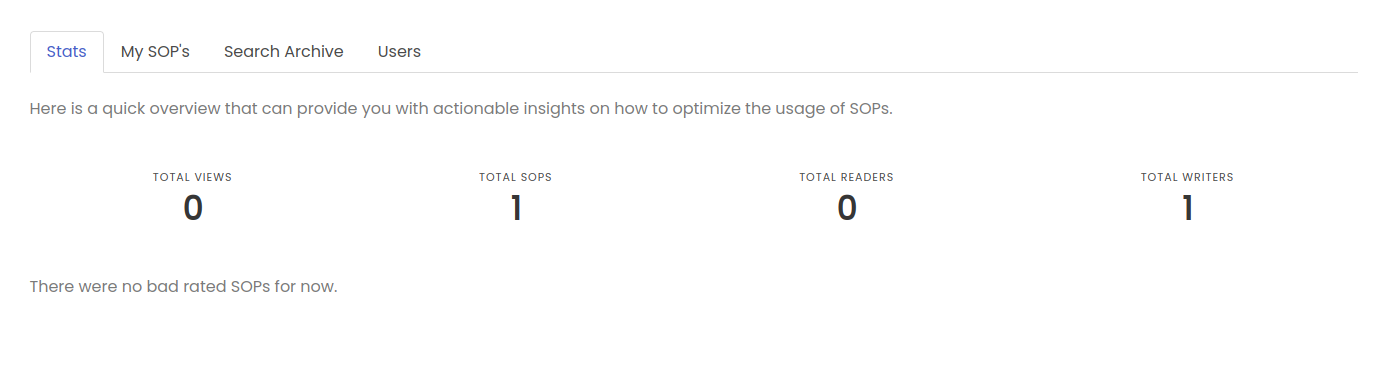 Stats My SOP's Search Archive Users
Here is a quick overview that can provide you with actionable insights on how to optimize the usage of SOPs.
TOTAL VIEWS TOTAL SOPS TOTAL READERS TOTAL WRITERS
0 1 0 1
There were no bad rated SOPs for now.